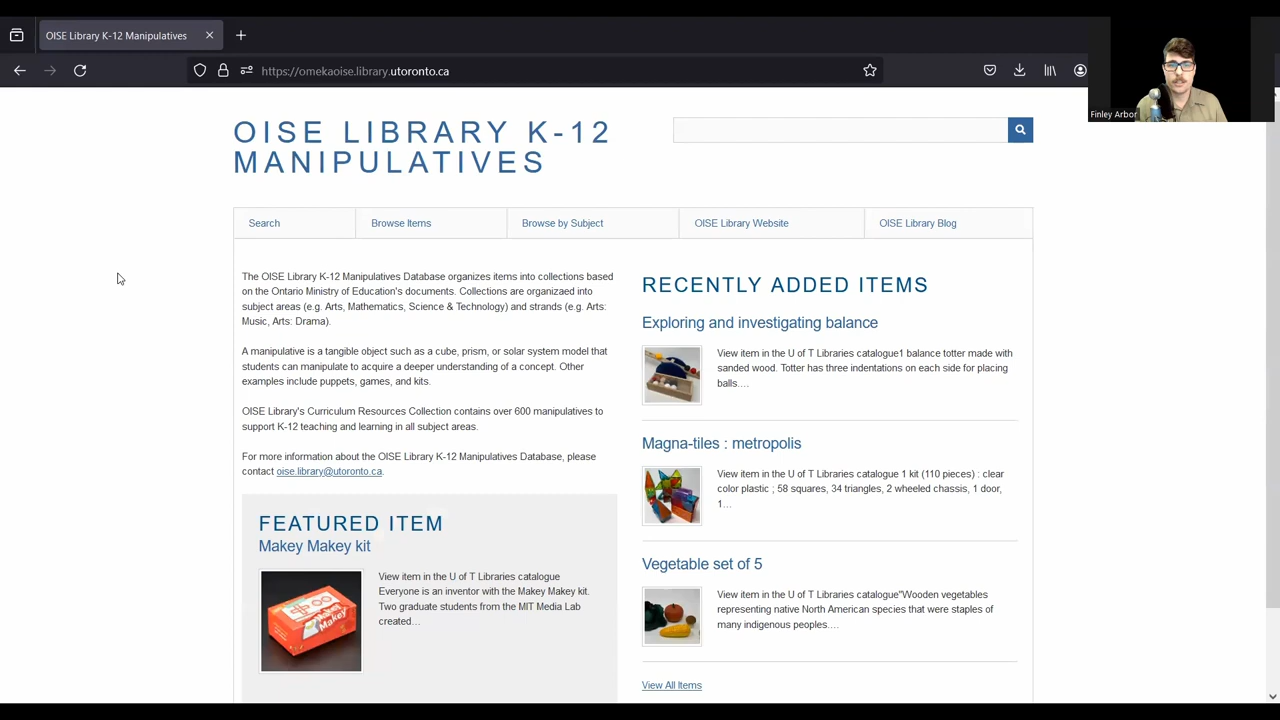 OISE Library K-12 Manipulatives
https://omekaoise.library.utoronto.ca
Finley Arbor
OISE LIBRARY K-12
MANIPULATIVES
Search
Browse Items
Browse by Subject
OISE Library Website
OISE Library Blog
The OISE Library K-12 Manipulatives Database organizes items into collections based
on the Ontario Ministry of Education's documents. Collections are organizaed into
subject areas (e.g. Arts, Mathematics, Science & Technology) and strands (e.g. Arts:
Music, Arts: Drama).
A manipulative is a tangible object such as a cube, prism, or solar system model that
students can manipulate to acquire a deeper understanding of a concept. Other
examples include puppets, games, and kits.
OISE Library's Curriculum Resources Collection contains over 600 manipulatives to
support K-12 teaching and learning in all subject areas.
For more information about the OISE Library K-12 Manipulatives Database, please
contact oise.library@utoronto.ca.
FEATURED ITEM
Makey Makey kit
Makey
Makey
View item in the U of T Libraries catalogue
Everyone is an inventor with the Makey Makey kit.
Two graduate students from the MIT Media Lab
created…
RECENTLY ADDED ITEMS
Exploring and investigating balance
View item in the U of T Libraries catalogue1 balance totter made with
sanded wood. Totter has three indentations on each side for placing
balls.…
Magna-tiles : metropolis
View item in the U of T Libraries catalogue 1 kit (110 pieces) : clear
color plastic ; 58 squares, 34 triangles, 2 wheeled chassis, 1 door,
1…
Vegetable set of 5
View item in the U of T Libraries catalogue"Wooden vegetables
representing native North American species that were staples of
many indigenous peoples.…
View All Items